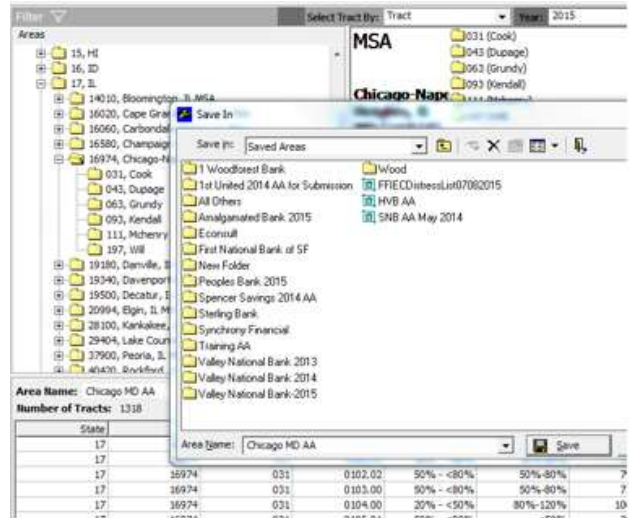 Filter
Select Tract By: Tract
Year: 2015
Areas
15, HI
16, ID
17, IL
14010, Bloomington, IL MSA
16020, Cape Gira
16060, Carbondal
16580, Champaign
16974, Chicago-N
031, Cook
043, Dupage
063, Grundy
093, Kendall
111, Mchenry
197, Will
19180, Danville, I
19340, Davenport
19500, Decatur, I
20994, Elgin, IL M
28100, Kankakee,
29404, Lake Coun
37900, Peoria, IL
40420, Rockford
MSA
Chicago-Nape
031 (Cook)
043 (Dupage)
063 (Grundy)
093 (Kendall)
111 (Mchenry)
Save In
Save in: Saved Areas
1 Woodforest Bank
1st United 2014 AA for Submission
All Others
Amalgamated Bank 2015
Econsult
First National Bank of SF
New Folder
Peoples Bank 2015
Spencer Savings 2014 AA
Sterling Bank
Synchrony Financial
Training AA
Valley National Bank 2013
Valley National Bank 2014
Valley National Bank-2015
Wood
FFIECDistressList07082015
HVB AA
SNB AA May 2014
Area Name: Chicago MD AA
Save
Area Name: Chicago MD AA
Number of Tracts: 1318
State
17
17
17 16974 031 0102.02 50% - <80% 50%-80%
17 16974 031 0103.00 50% - <80% 50%-80%
17 16974 031 0104.00 20% - <50% 80%-120%